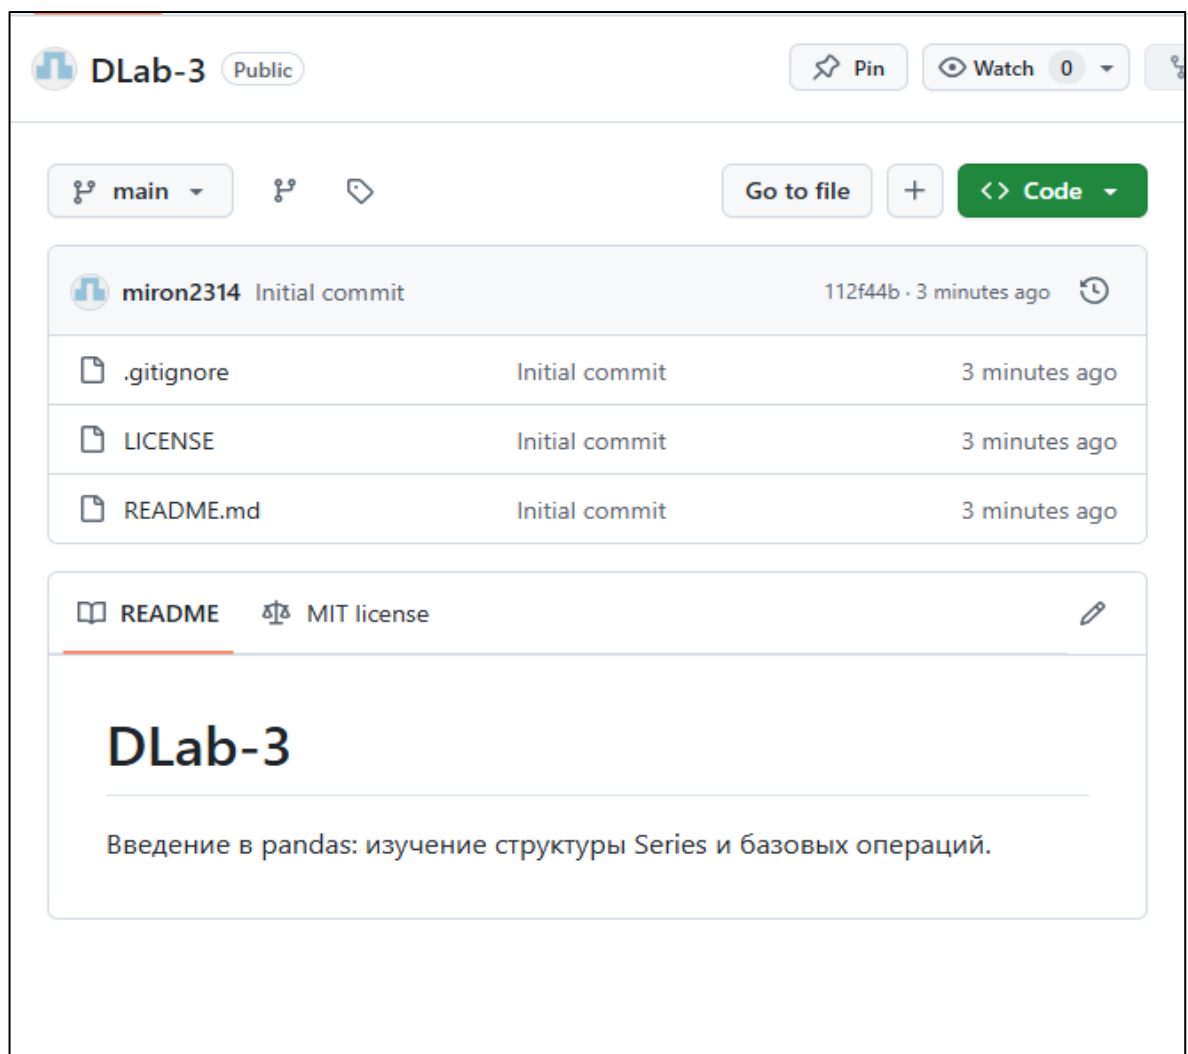 DLab-3 Public Pin Watch 0
main Go to file + <> Code
miron2314 Initial commit 112f44b · 3 minutes ago
.gitignore Initial commit 3 minutes ago
LICENSE Initial commit 3 minutes ago
README.md Initial commit 3 minutes ago
README MIT license
DLab-3
Введение в pandas: изучение структуры Series и базовых операций.